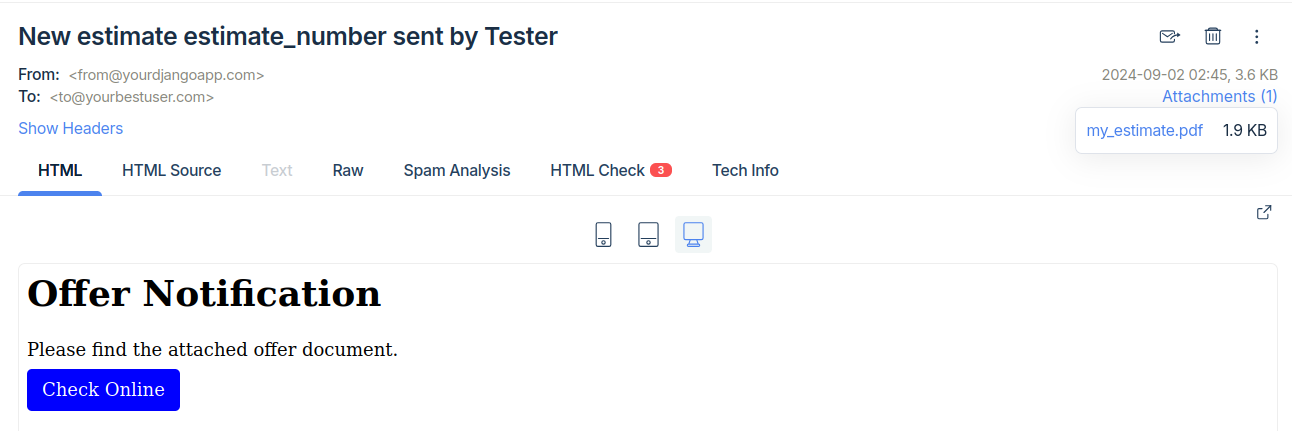 New estimate estimate_number sent by Tester
From: <from@yourdjangoapp.com>
2024-09-02 02:45, 3.6 KB
To: <to@yourbestuser.com>
Attachments (1)
Show Headers
my_estimate.pdf 1.9 KB
HTML HTML Source Text Raw Spam Analysis HTML Check 3 Tech Info
Offer Notification
Please find the attached offer document.
Check Online